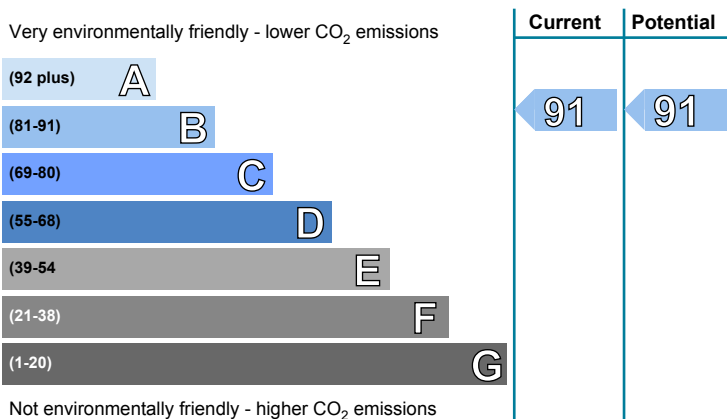 Current Potential
Very environmentally friendly - lower CO2 emissions
(92 plus) A
(81-91) B
91 91
(69-80) C
(55-68) D
(39-54 E
(21-38) F
(1-20) G
Not environmentally friendly - higher CO2 emissions